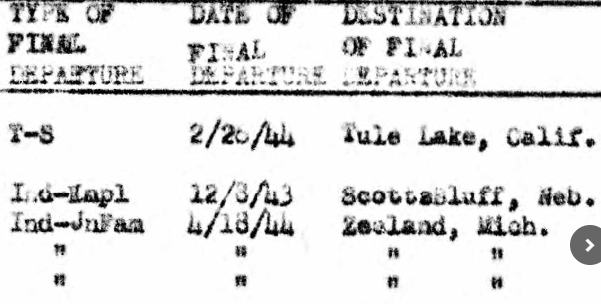 TYPE OF DATE OF DESTINATION
FINAL FINAL OF FINAL
DEPARTURE DEPARTURE DEPARTURE
T-S 2/26/44 Tule Lake, Calif.
Ind-Empl 12/8/43 ScottsBluff, Neb.
Ind-JnFam 4/18/44 Zeeland, Mich.
" " " "
" " " "